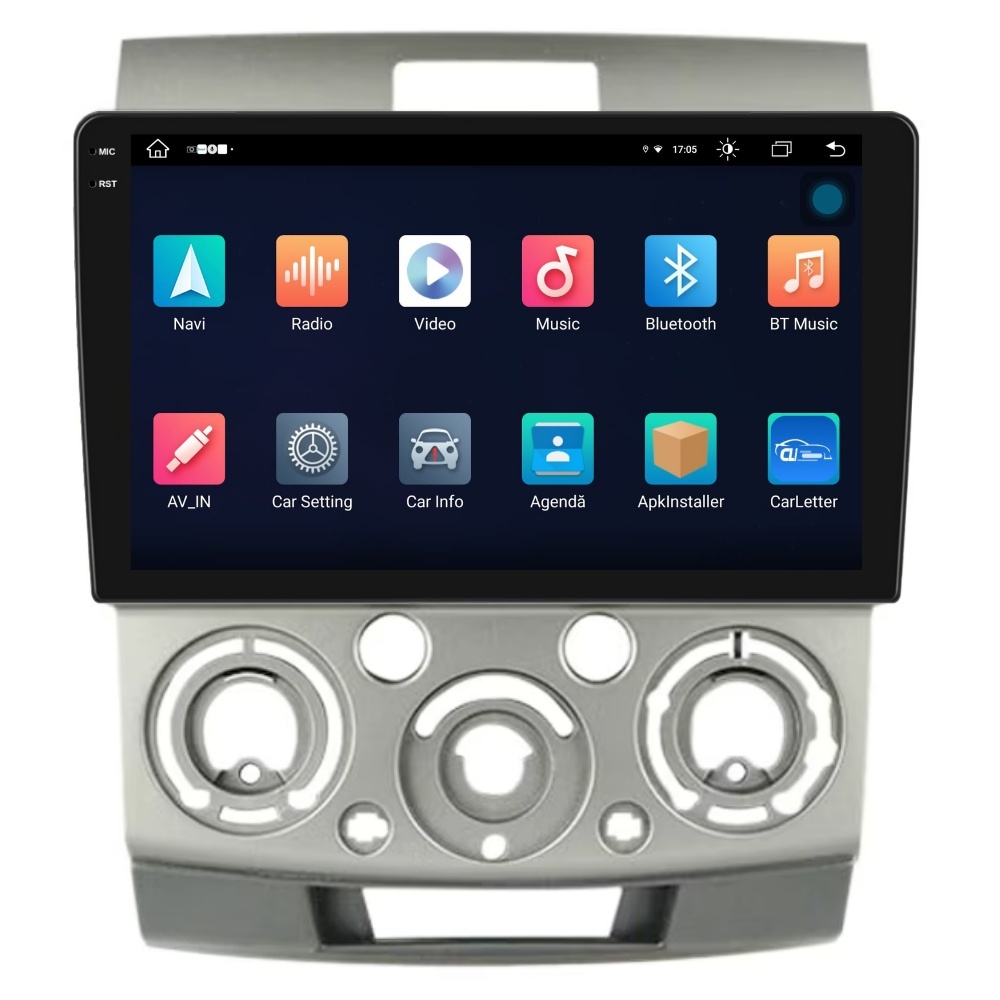 MIC
17:05
RST
Navi
Radio
Video
Music
Bluetooth
BT Music
AV_IN
Car Setting
Car Info
Agendă
ApkInstaller
CarLetter